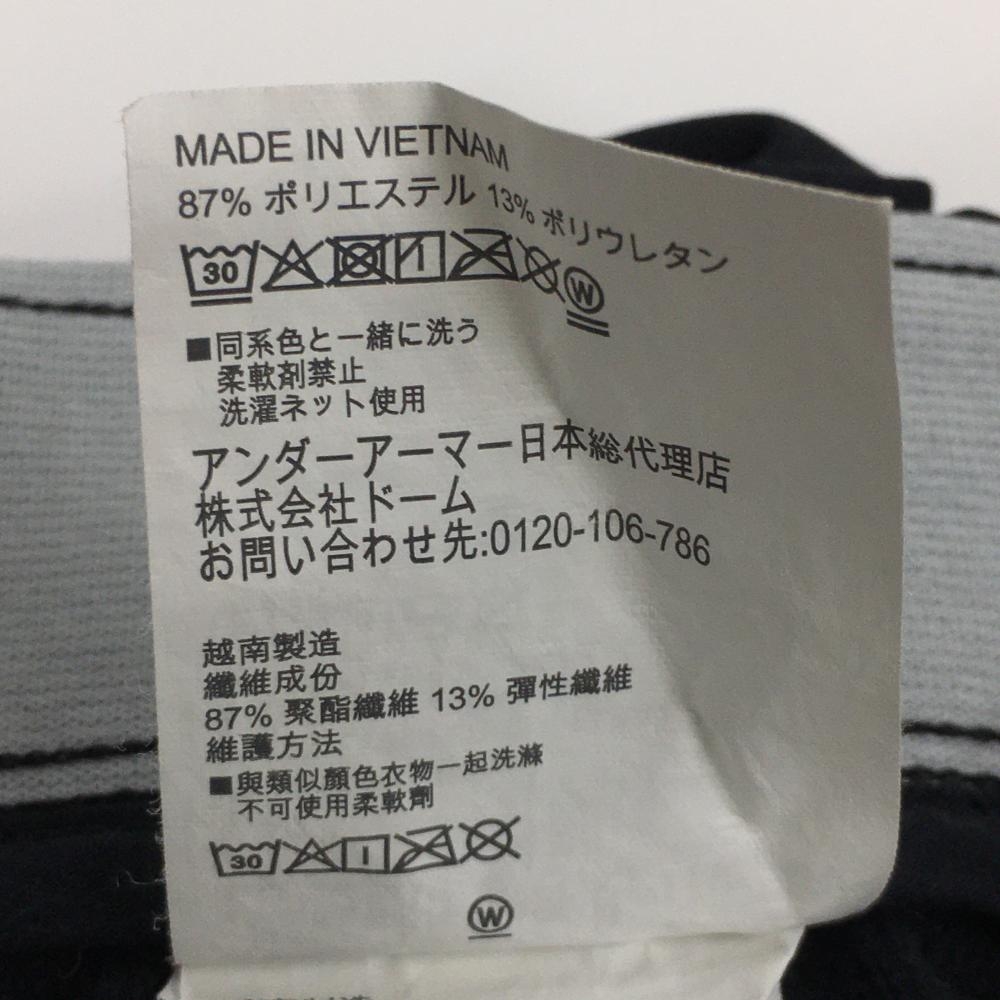 MADE IN VIETNAM
87% ポリエステル 13% ポリウレタン
30 W
■同系色と一緒に洗う
柔軟剤禁止
洗濯ネット使用
アンダーアーマー日本総代理店
株式会社ドーム
お問い合わせ先:0120-106-786
越南製造
纖維成份
87% 聚酯纖維 13% 彈性纖維
維護方法
■與類似顏色衣物一起洗滌
不可使用柔軟劑
30
W